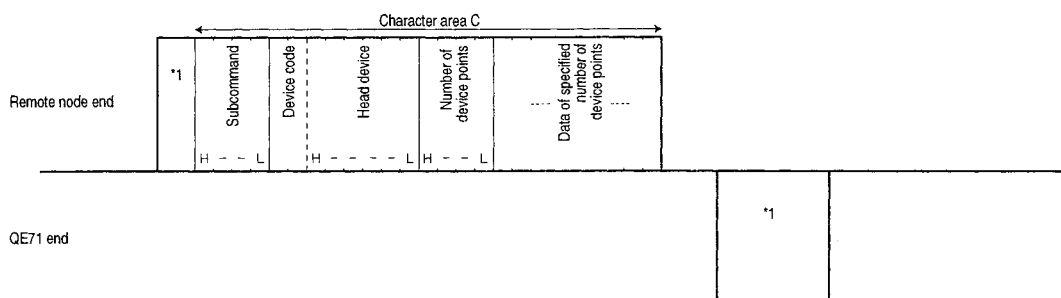 Character area C
Remote node end
*1
Subcommand
Device code
Head device
Number of
device points
Data of specified
number of
device points
H - - L
H - - - - - L
H - - L
QE71 end
*1